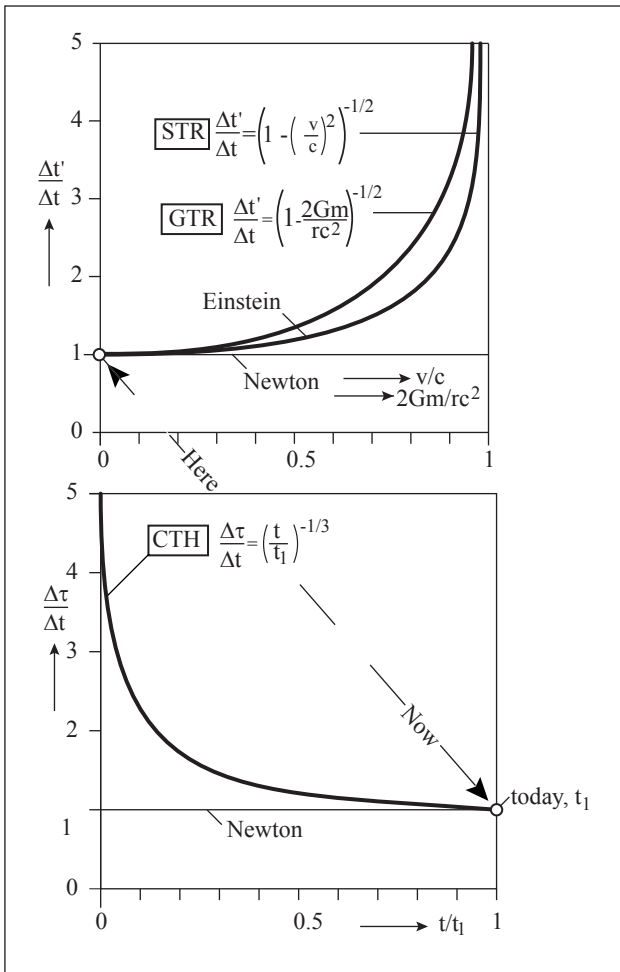 5
4
3
2
1
0
Δt'
Δt
STR Δt'/Δt=(1 -( v/c )²)^-1/2
GTR Δt'/Δt=(1-2Gm/rc²)^-1/2
Einstein
Newton
v/c
2Gm/rc²
0 0.5 1
Here
5
4
3
2
1
0
Δτ
Δt
CTH Δτ/Δt=(t/t₁)^-1/3
Now
today, t₁
Newton
0 0.5 1
t/t₁